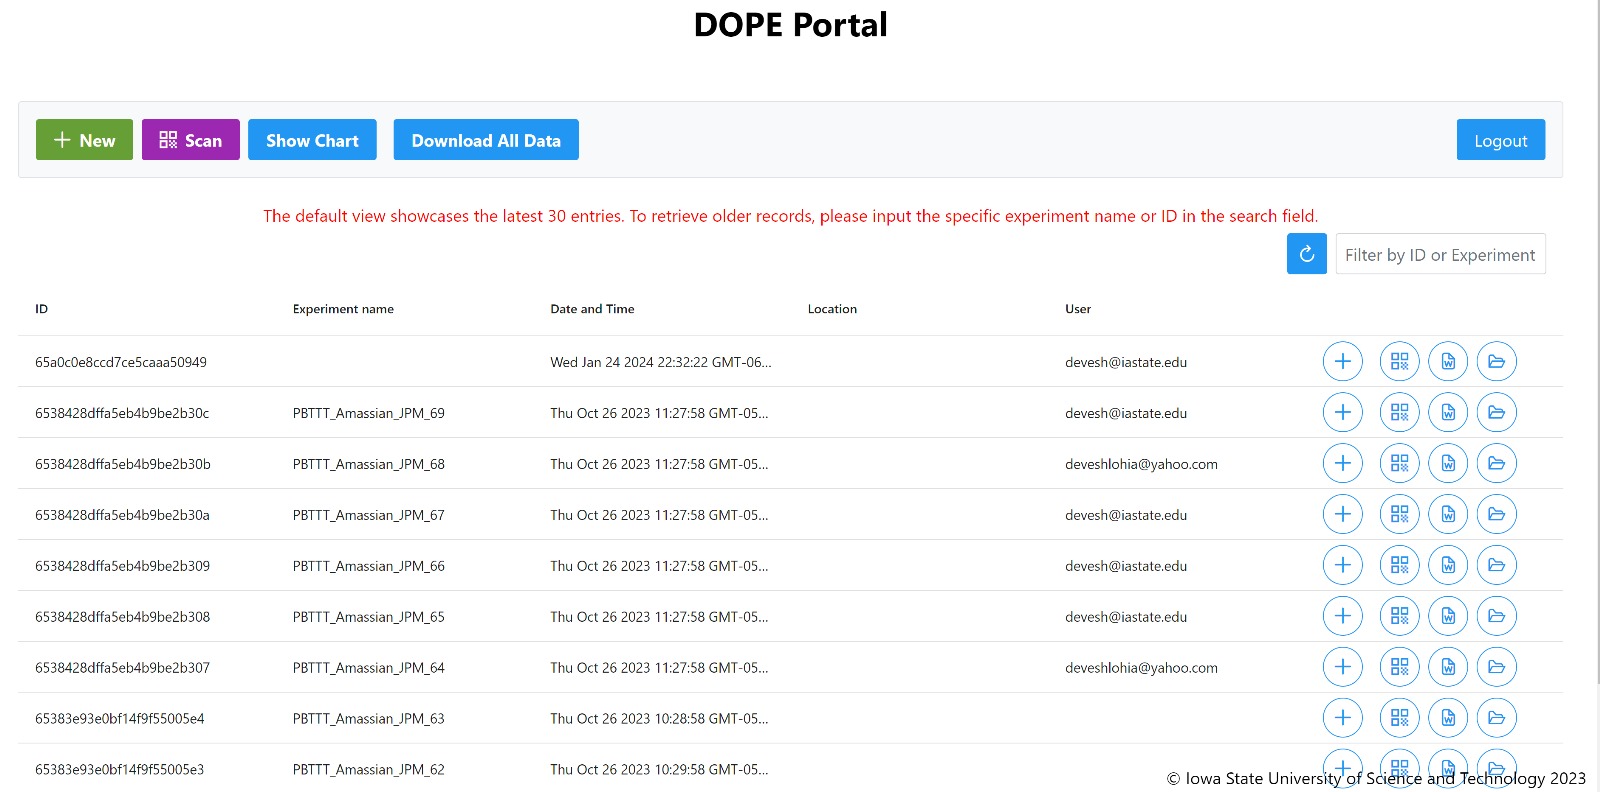 DOPE Portal
New Scan Show Chart Download All Data Logout
The default view showcases the latest 30 entries. To retrieve older records, please input the specific experiment name or ID in the search field.
Filter by ID or Experiment
ID Experiment name Date and Time Location User
65a0c0e8ccd7ce5caaa50949 Wed Jan 24 2024 22:32:22 GMT-06... devesh@iastate.edu
6538428dffa5eb4b9be2b30c PBTTT_Amassian_JPM_69 Thu Oct 26 2023 11:27:58 GMT-05... devesh@iastate.edu
6538428dffa5eb4b9be2b30b PBTTT_Amassian_JPM_68 Thu Oct 26 2023 11:27:58 GMT-05... deveshlohia@yahoo.com
6538428dffa5eb4b9be2b30a PBTTT_Amassian_JPM_67 Thu Oct 26 2023 11:27:58 GMT-05... devesh@iastate.edu
6538428dffa5eb4b9be2b309 PBTTT_Amassian_JPM_66 Thu Oct 26 2023 11:27:58 GMT-05... devesh@iastate.edu
6538428dffa5eb4b9be2b308 PBTTT_Amassian_JPM_65 Thu Oct 26 2023 11:27:58 GMT-05... devesh@iastate.edu
6538428dffa5eb4b9be2b307 PBTTT_Amassian_JPM_64 Thu Oct 26 2023 11:27:58 GMT-05... deveshlohia@yahoo.com
65383e93e0bf14f9f55005e4 PBTTT_Amassian_JPM_63 Thu Oct 26 2023 10:28:58 GMT-05...
65383e93e0bf14f9f55005e3 PBTTT_Amassian_JPM_62 Thu Oct 26 2023 10:29:58 GMT-05...
© Iowa State University of Science and Technology 2023